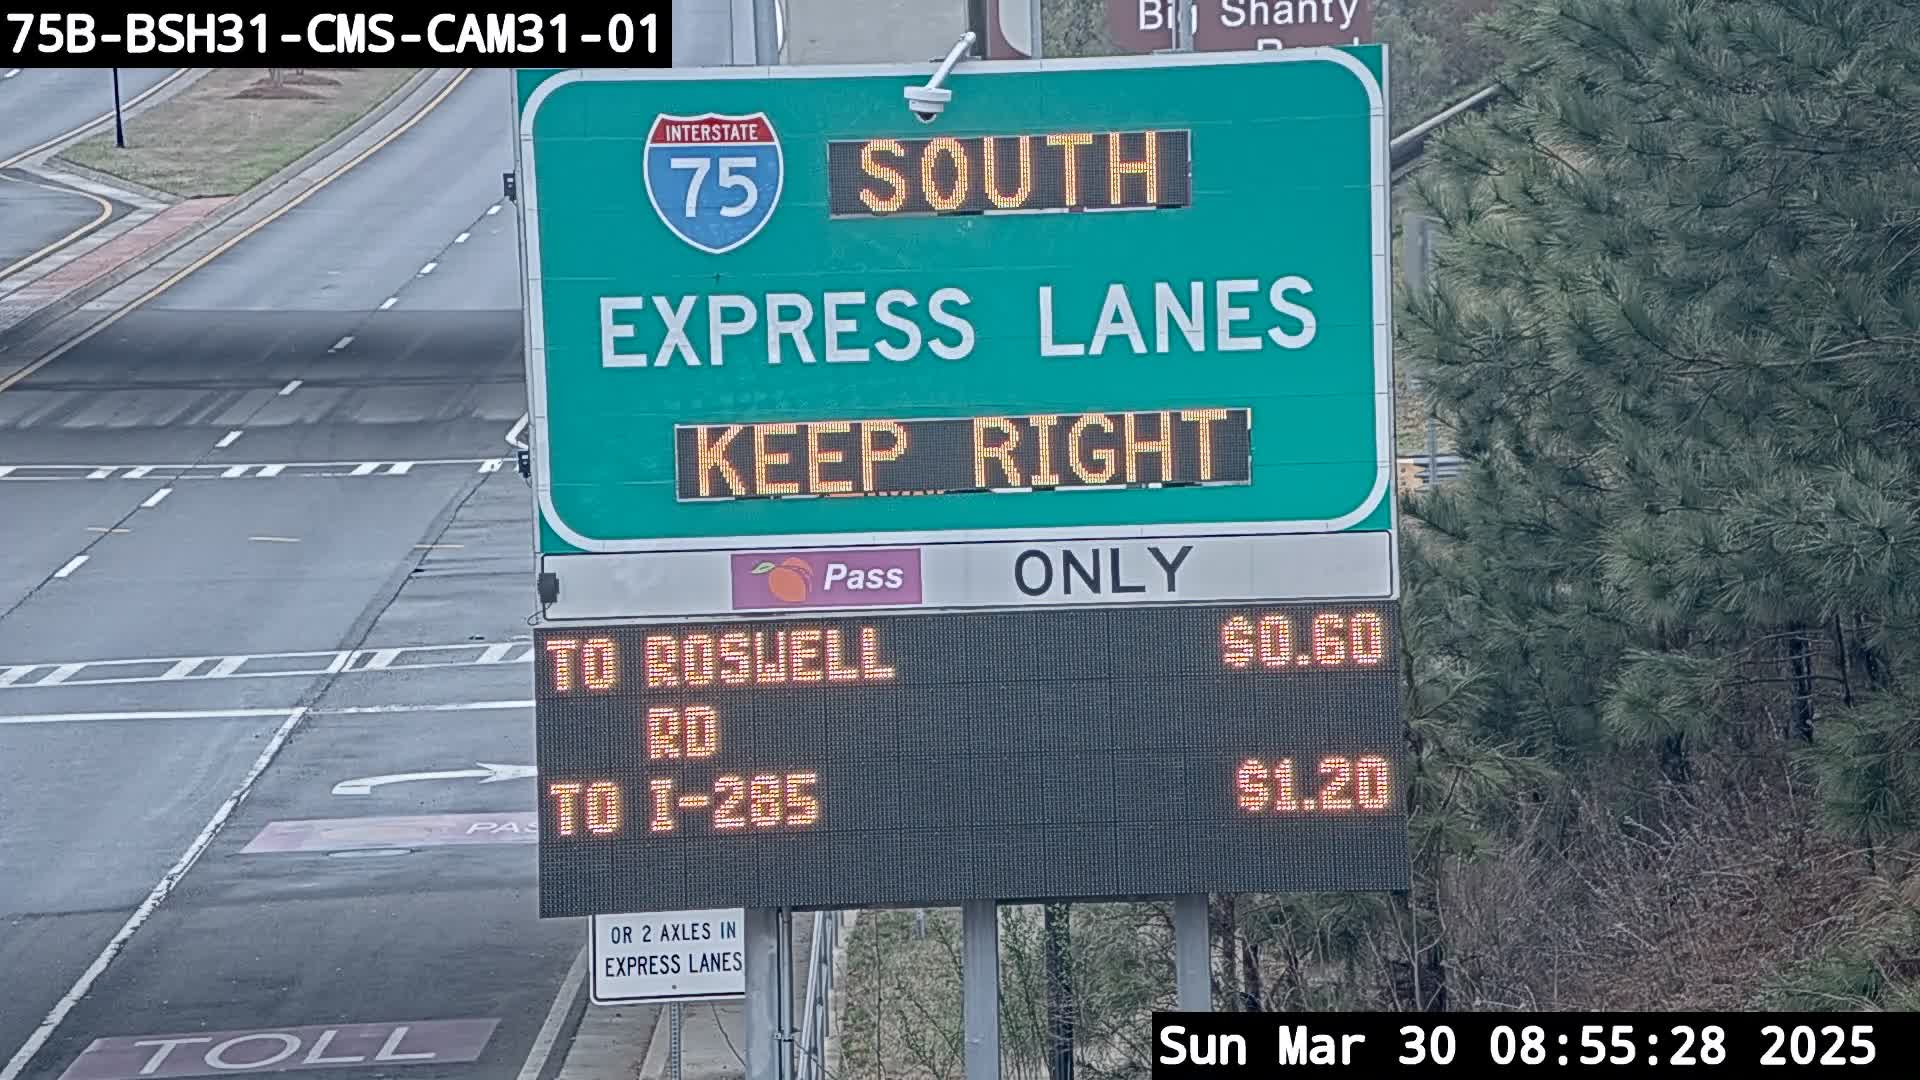 75B-BSH31-CMS-CAM31-01
Big Shanty
INTERSTATE
75
SOUTH
EXPRESS LANES
KEEP RIGHT
Pass ONLY
TO ROSWELL $0.60
RD
TO I-285 $1.20
OR 2 AXLES IN
EXPRESS LANES
TOLL
Sun Mar 30 08:55:28 2025